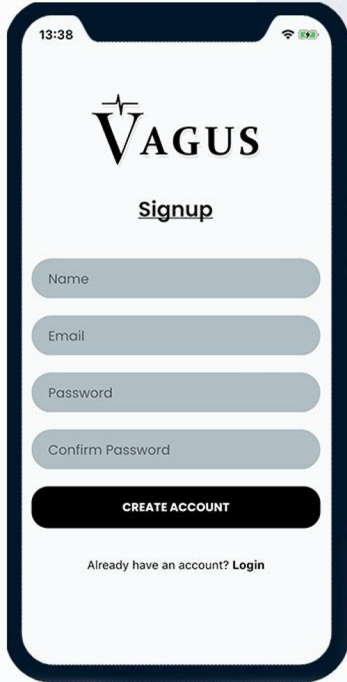 13:38
VAGUS
Signup
Name
Email
Password
Confirm Password
CREATE ACCOUNT
Already have an account? Login